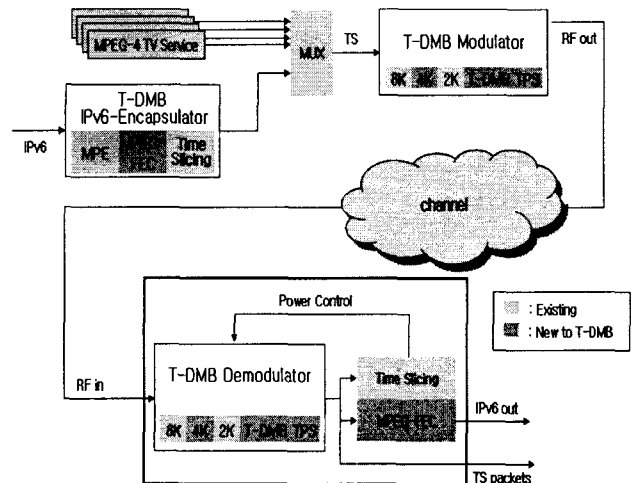 MPEG-4 TV Service
MUX
TS
T-DMB Modulator
8K 4K 2K T-DMB TPS
RF out
T-DMB
IPv6-Encapsulator
MPE
FEC
Time
Slicing
IPv6
channel
Power Control
: Existing
: New to T-DMB
RF in
T-DMB Demodulator
8K 4K 2K T-DMB TPS
Time Slicing
MPEG-FEC
IPv6 out
TS packets